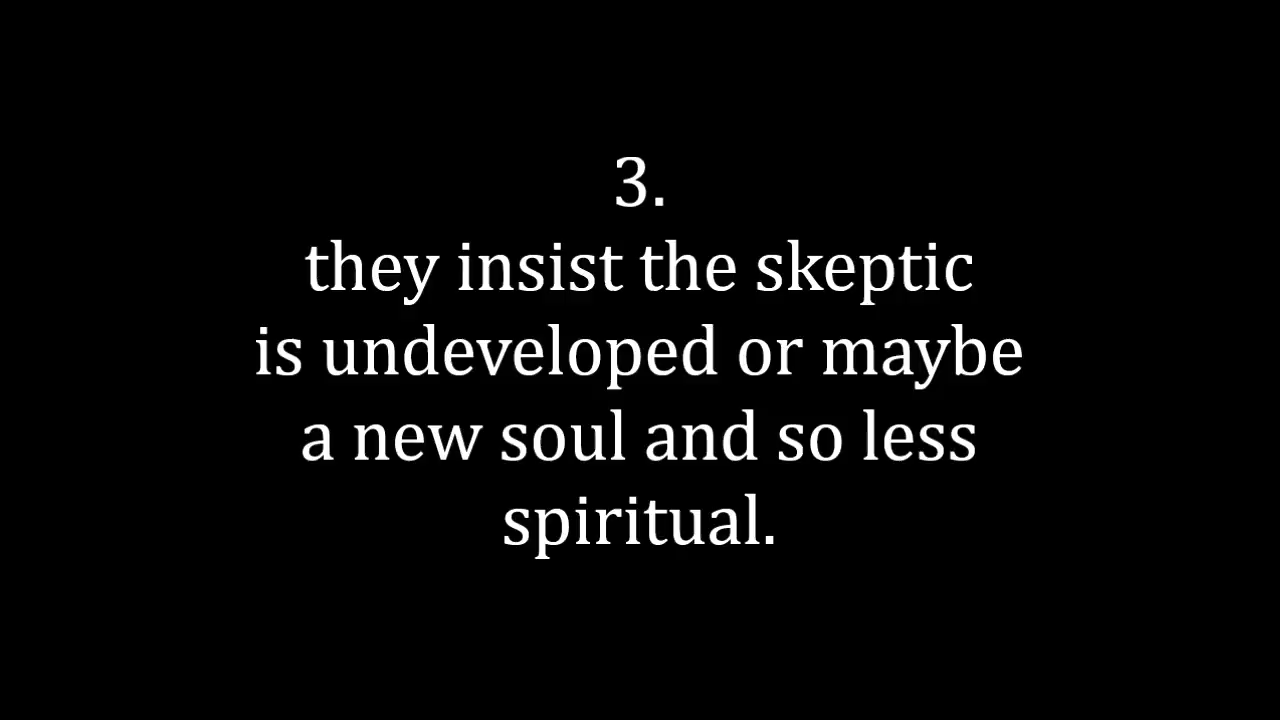 3.
they insist the skeptic
is undeveloped or maybe
a new soul and so less
spiritual.